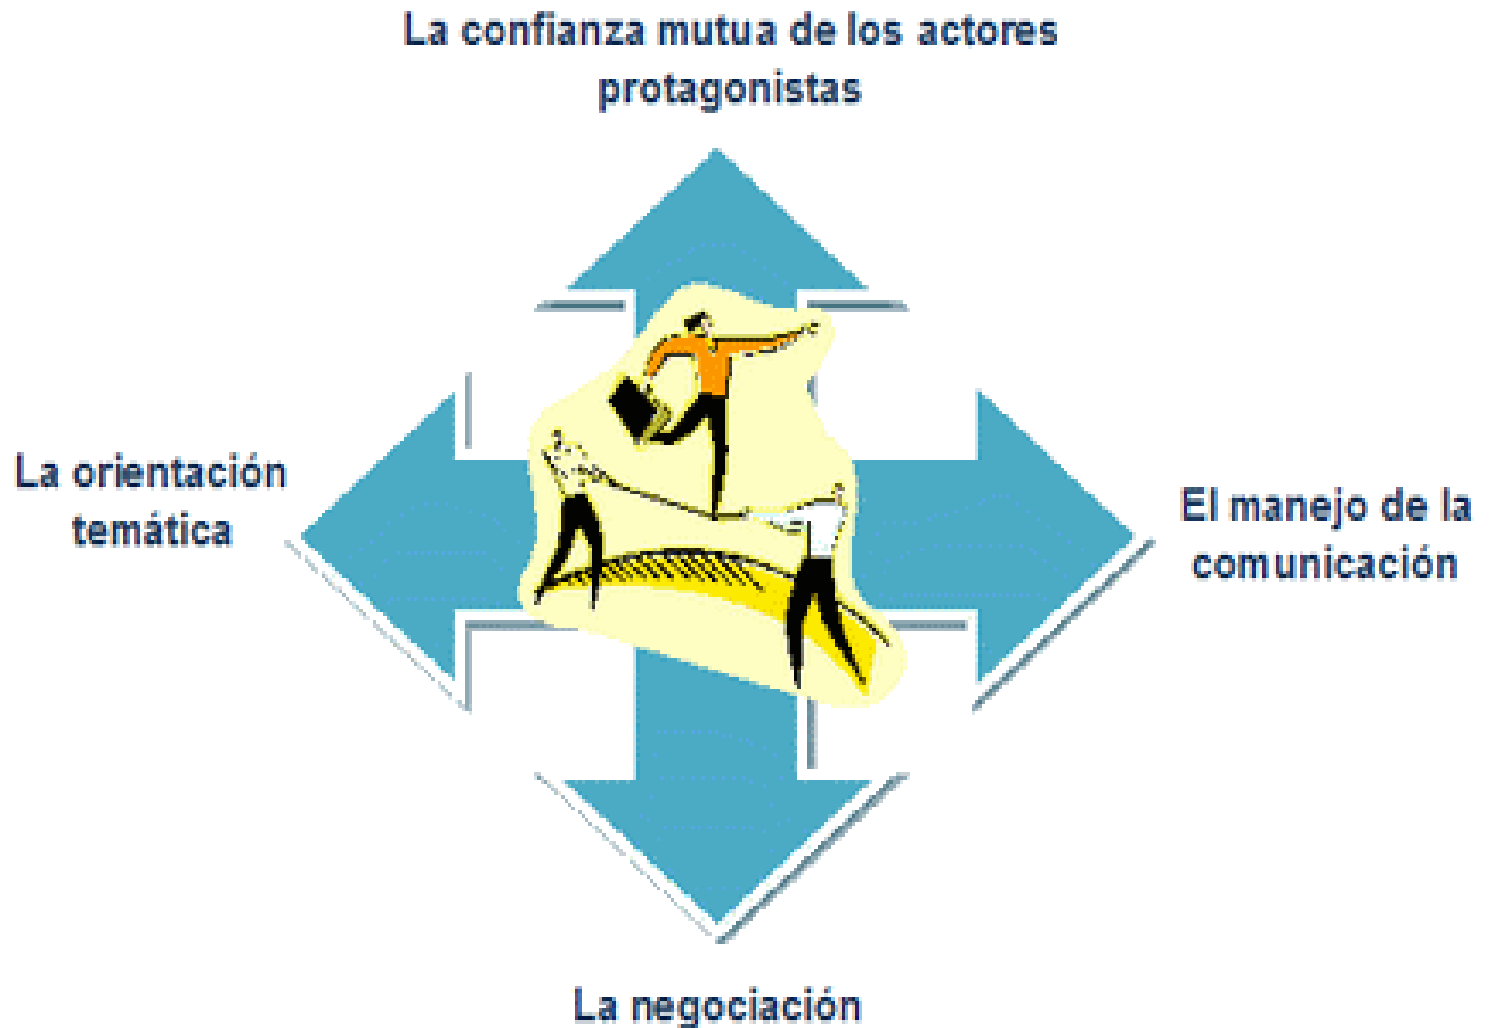 La confianza mutua de los actores
protagonistas
La orientación
temática
El manejo de la
comunicación
La negociación